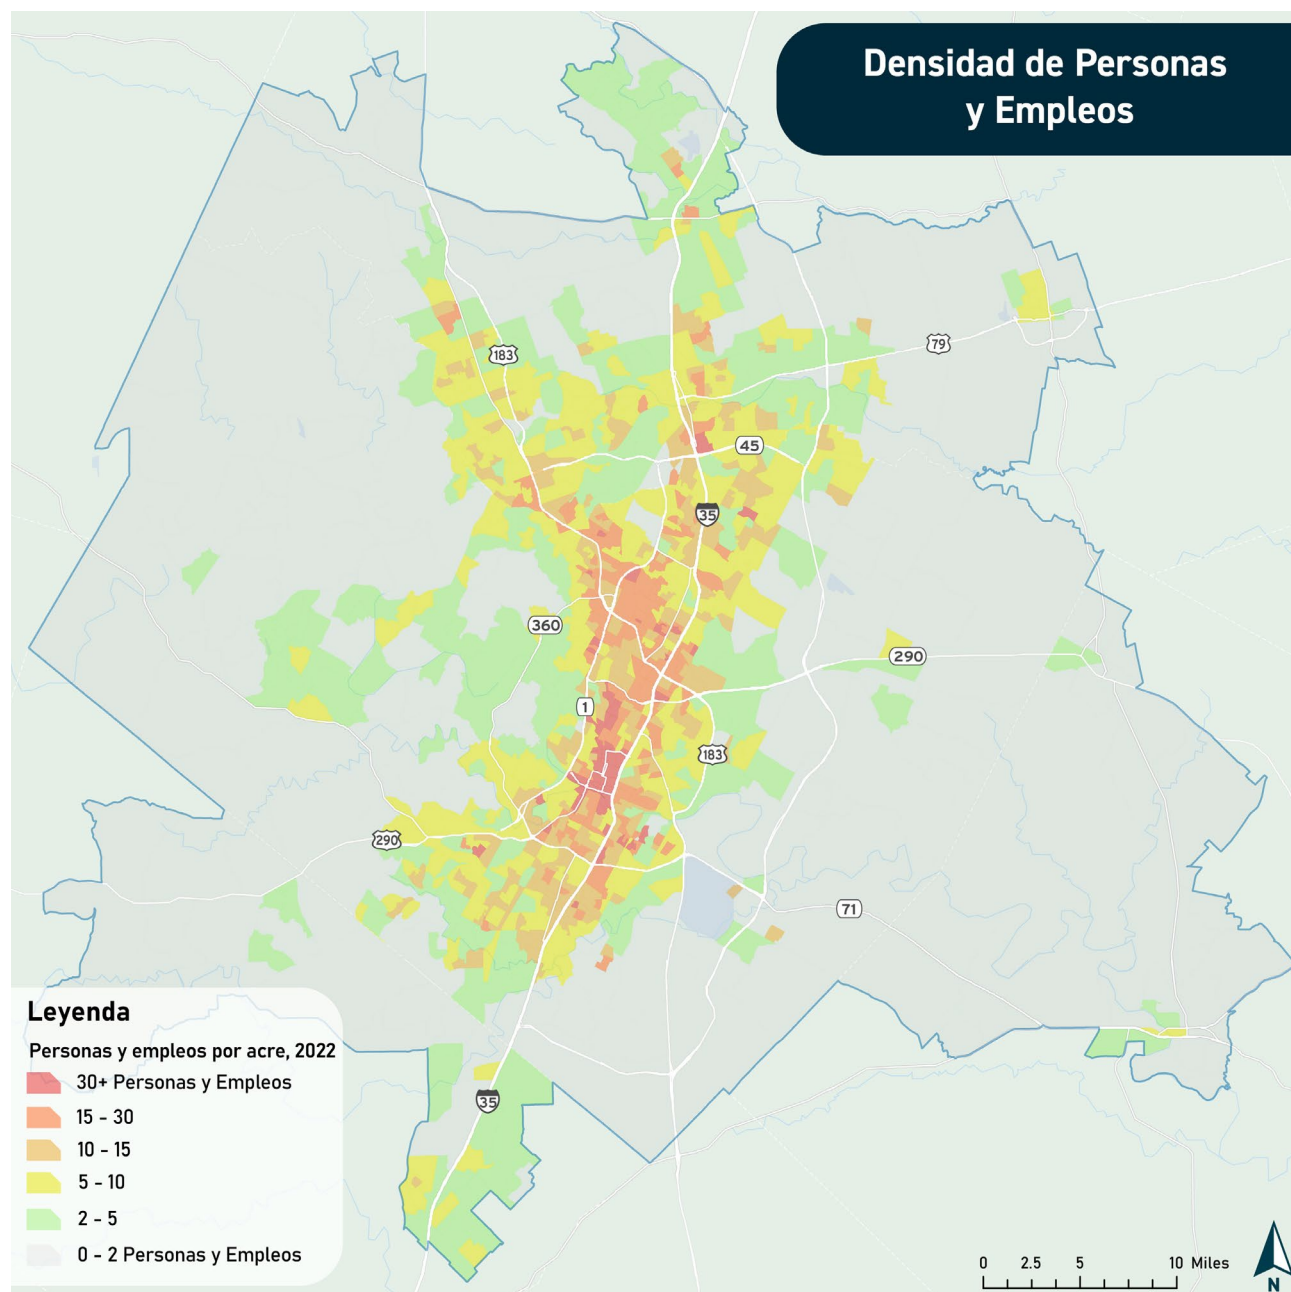 Densidad de Personas
y Empleos
183
79
45
35
360
290
1
183
290
71
35
Leyenda
Personas y empleos por acre, 2022
30+ Personas y Empleos
15 - 30
10 - 15
5 - 10
2 - 5
0 - 2 Personas y Empleos
0 2.5 5 10 Miles
N